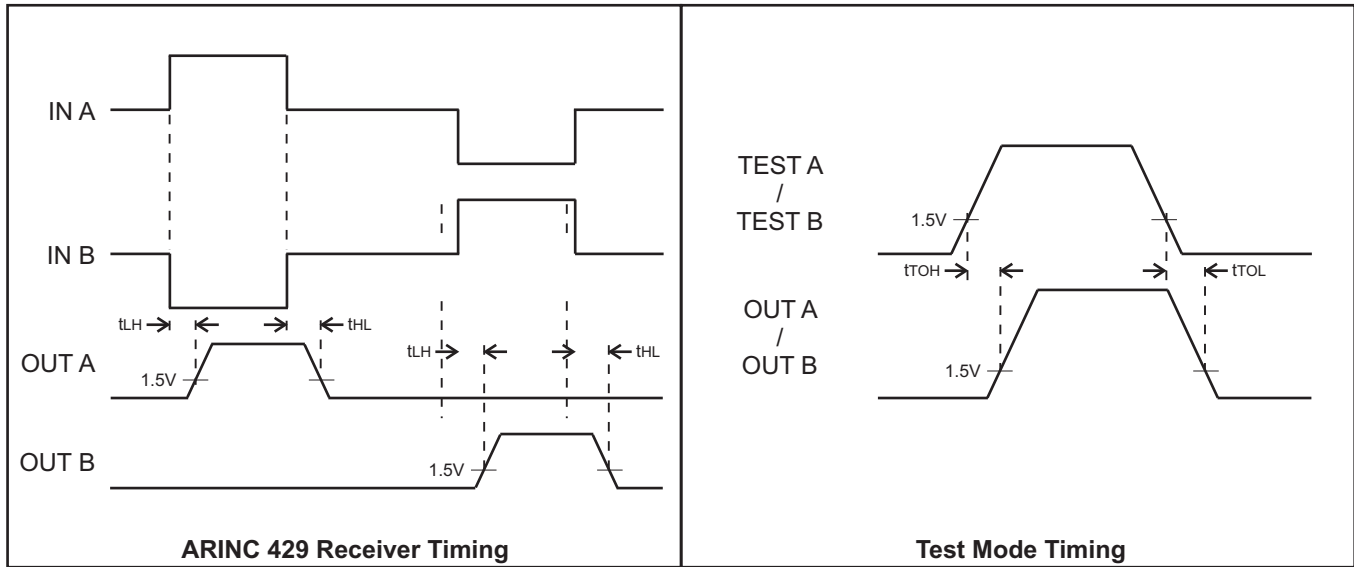 IN A
IN B
tLH
tHL
OUT A
1.5V
tLH
tHL
OUT B
1.5V
ARINC 429 Receiver Timing
TEST A
/
TEST B
1.5V
tTOH
tTOL
OUT A
/
OUT B
1.5V
Test Mode Timing